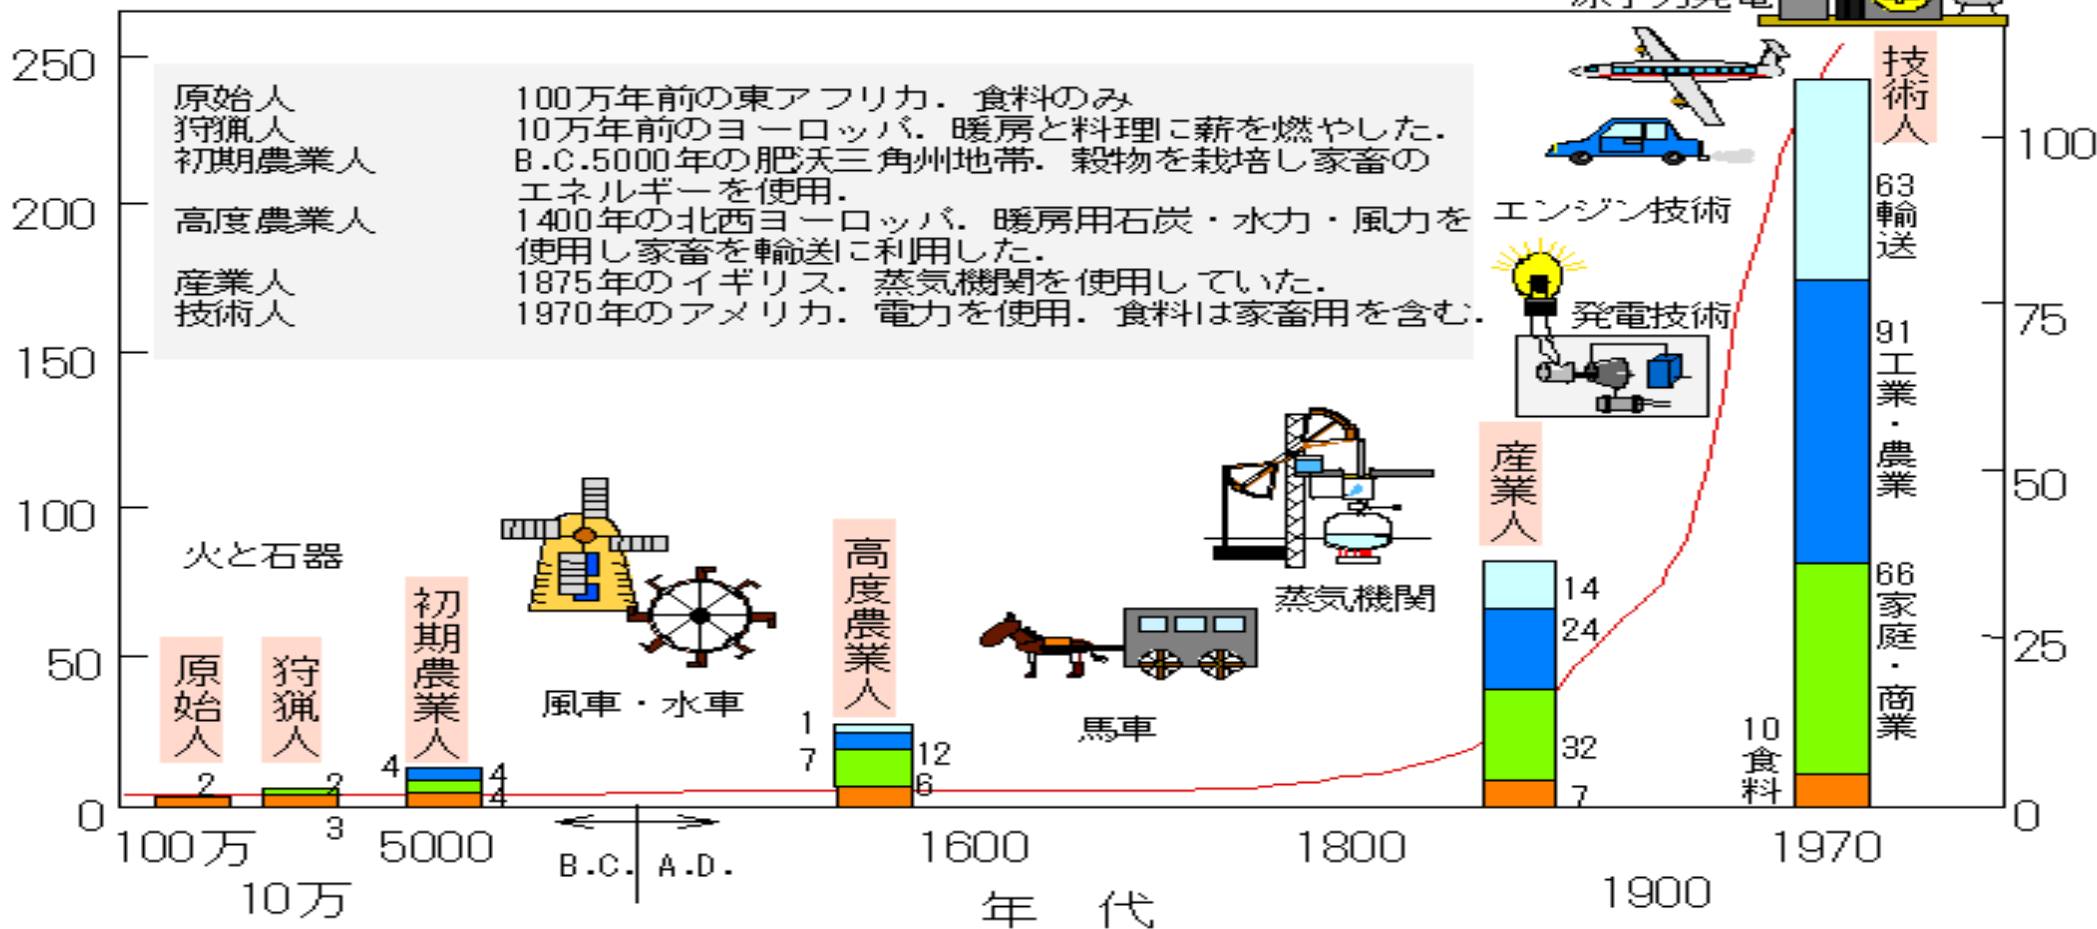 原子力発電
250
200
150
100
50
0
原始人 100万年前の東アフリカ. 食料のみ
狩猟人 10万年前のヨーロッパ. 暖房と料理に薪を燃やした.
初期農業人 B.C.5000年の肥沃三角州地帯. 穀物を栽培し家畜の
エネルギーを使用.
高度農業人 1400年の北西ヨーロッパ. 暖房用石炭・水力・風力を
使用し家畜を輸送に利用した.
産業人 1875年のイギリス. 蒸気機関を使用していた.
技術人 1970年のアメリカ. 電力を使用. 食料は家畜用を含む.
火と石器
原始人
2
狩猟人
2
3
初期農業人
4
4
4
風車・水車
高度農業人
1
7
12
6
馬車
蒸気機関
産業人
14
24
32
7
エンジン技術
発電技術
技術人
63
輸送
91
工業・農業
66
家庭・商業
10
食料
100
75
50
25
0
100万
10万
5000
B.C. A.D.
1600
1800
1900
1970
年 代